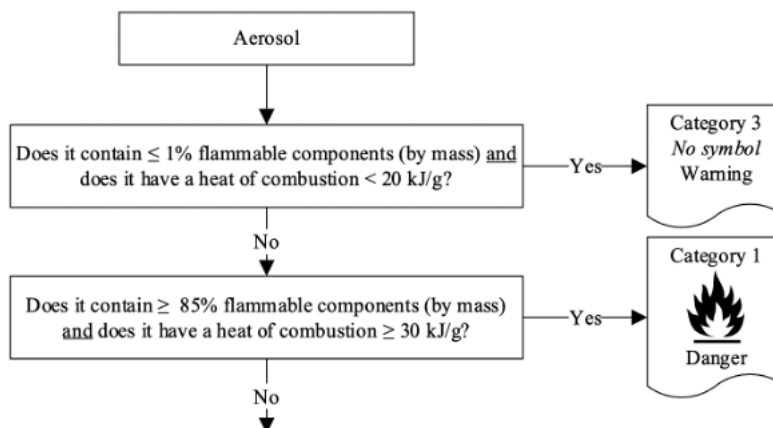 Aerosol
Does it contain ≤ 1% flammable components (by mass) and
does it have a heat of combustion < 20 kJ/g?
Yes
Category 3
No symbol
Warning
No
Does it contain ≥ 85% flammable components (by mass)
and does it have a heat of combustion ≥ 30 kJ/g?
Yes
Category 1
Danger
No